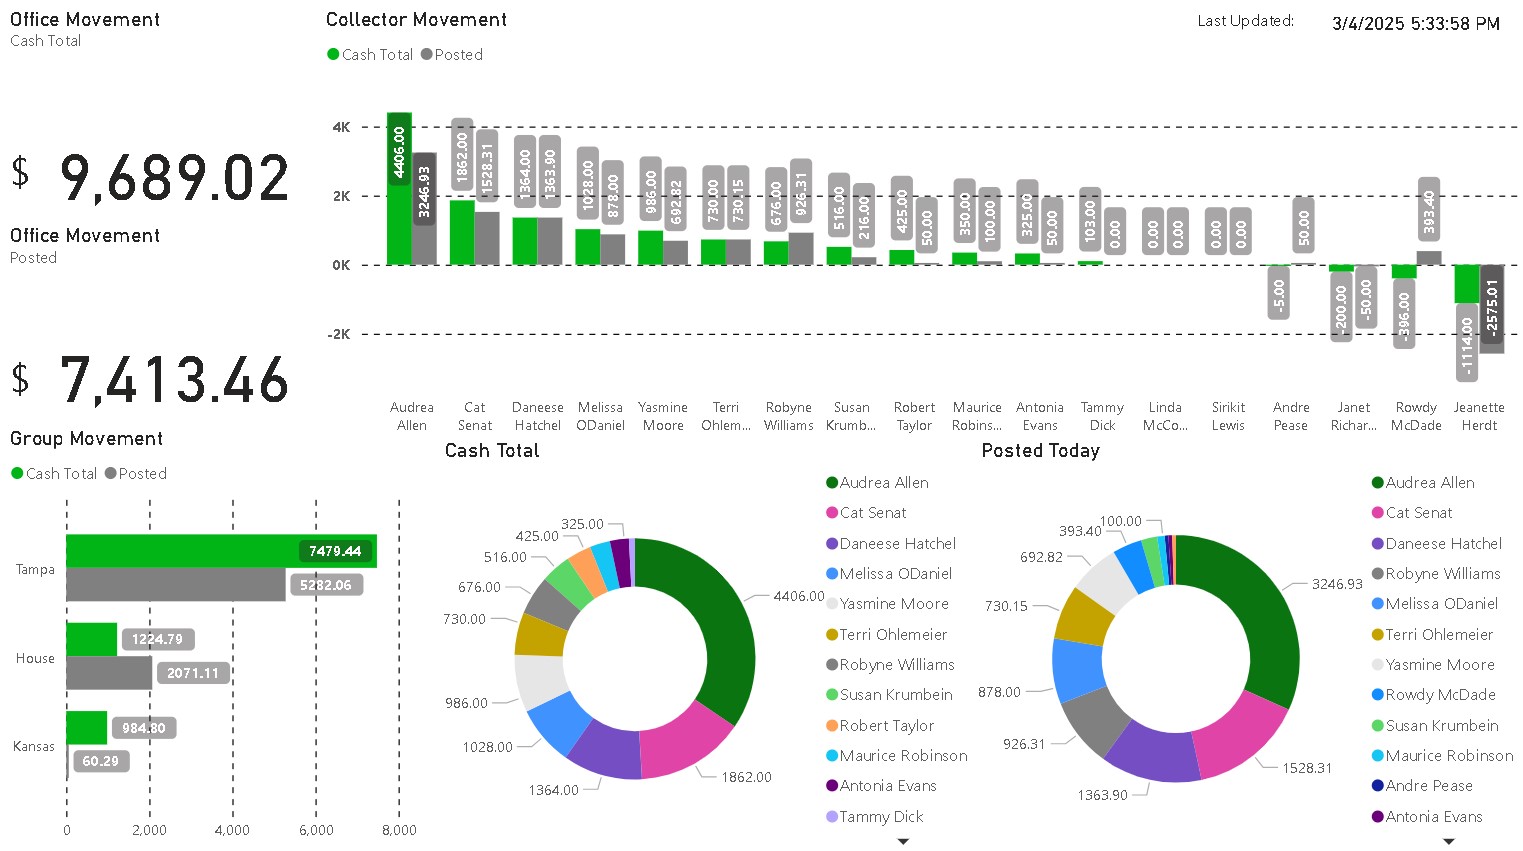 Office Movement
Cash Total
$ 9,689.02
Office Movement
Posted
$ 7,413.46
Collector Movement
Last Updated: 3/4/2025 5:33:58 PM
Cash Total Posted
4K
2K
0K
-2K
4406.00 3246.93
1862.00 1528.31
1364.00 1363.90
1028.00 878.00
986.00 692.82
730.00 730.15
676.00 926.31
516.00 216.00
425.00 50.00
350.00 100.00
325.00 50.00
103.00 0.00
0.00 0.00
0.00 0.00
-5.00 50.00
-200.00 -50.00
-396.00 393.40
-1114.00 -2575.01
Audrea Allen
Cat Senat
Daneese Hatchel
Melissa ODaniel
Yasmine Moore
Terri Ohlem...
Robyne Williams
Susan Krumb...
Robert Taylor
Maurice Robins...
Antonia Evans
Tammy Dick
Linda McCo...
Sirikit Lewis
Andre Pease
Janet Richar...
Rowdy McDade
Jeanette Herdt
Group Movement
Cash Total Posted
Tampa 7479.44
5282.06
House 1224.79
2071.11
Kansas 984.80
60.29
0 2,000 4,000 6,000 8,000
Cash Total
4406.00
1862.00
1364.00
1028.00
986.00
730.00
676.00
516.00
425.00
325.00
Audrea Allen
Cat Senat
Daneese Hatchel
Melissa ODaniel
Yasmine Moore
Terri Ohlemeier
Robyne Williams
Susan Krumbein
Robert Taylor
Maurice Robinson
Antonia Evans
Tammy Dick
Posted Today
3246.93
1528.31
1363.90
926.31
878.00
730.15
692.82
393.40
100.00
Audrea Allen
Cat Senat
Daneese Hatchel
Robyne Williams
Melissa ODaniel
Terri Ohlemeier
Yasmine Moore
Rowdy McDade
Susan Krumbein
Maurice Robinson
Andre Pease
Antonia Evans